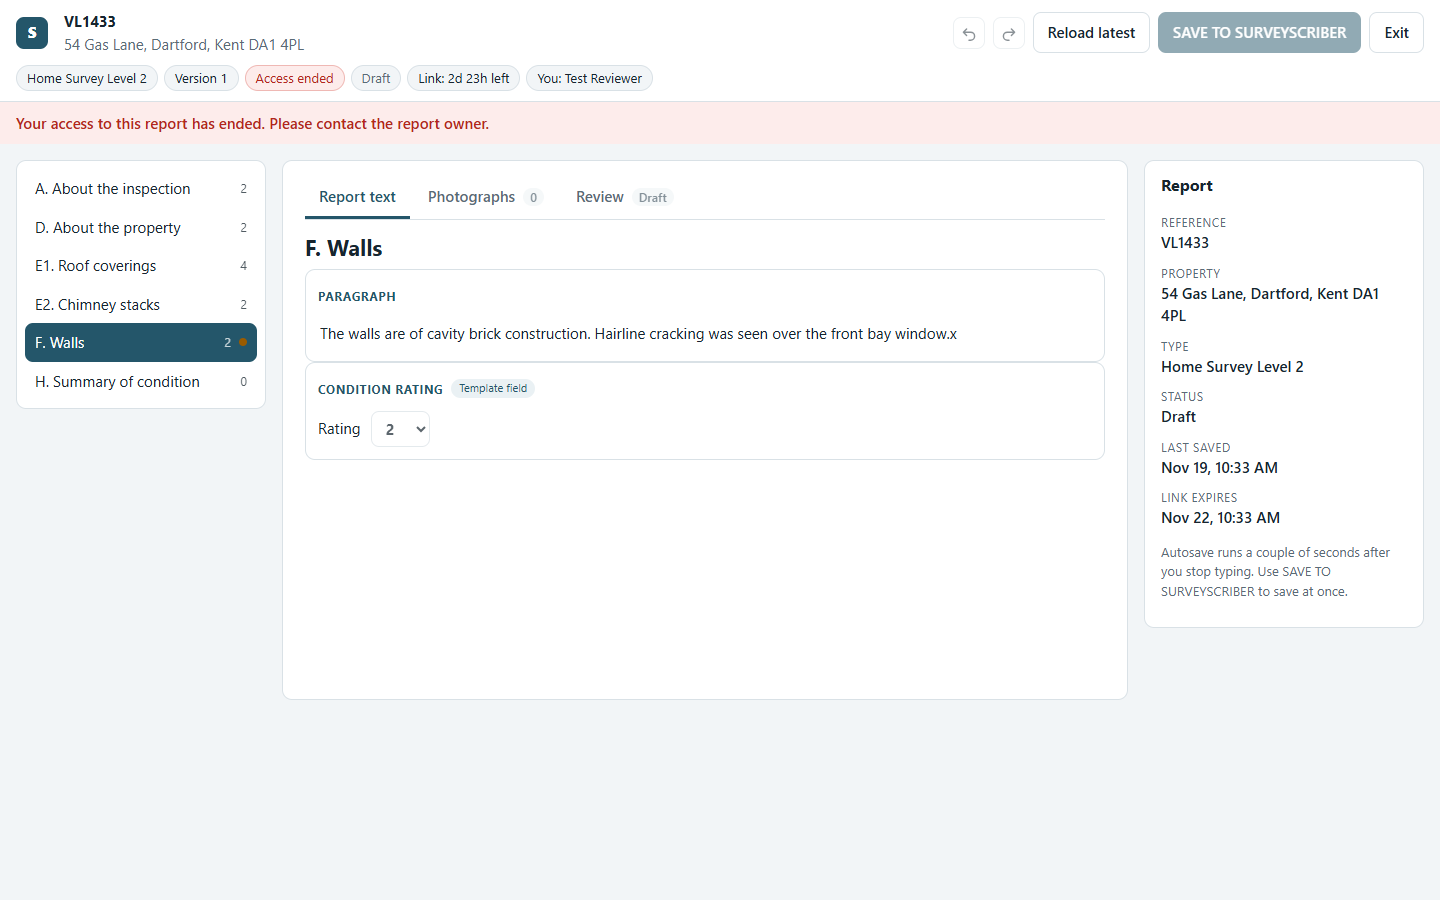 S
VL1433
54 Gas Lane, Dartford, Kent DA1 4PL
Reload latest
SAVE TO SURVEYSCRIBER
Exit
Home Survey Level 2
Version 1
Access ended
Draft
Link: 2d 23h left
You: Test Reviewer
Your access to this report has ended. Please contact the report owner.
A. About the inspection 2
D. About the property 2
E1. Roof coverings 4
E2. Chimney stacks 2
F. Walls 2
H. Summary of condition 0
Report text
Photographs 0
Review Draft
F. Walls
PARAGRAPH
The walls are of cavity brick construction. Hairline cracking was seen over the front bay window.x
CONDITION RATING Template field
Rating 2
Report
REFERENCE
VL1433
PROPERTY
54 Gas Lane, Dartford, Kent DA1
4PL
TYPE
Home Survey Level 2
STATUS
Draft
LAST SAVED
Nov 19, 10:33 AM
LINK EXPIRES
Nov 22, 10:33 AM
Autosave runs a couple of seconds after
you stop typing. Use SAVE TO
SURVEYSCRIBER to save at once.